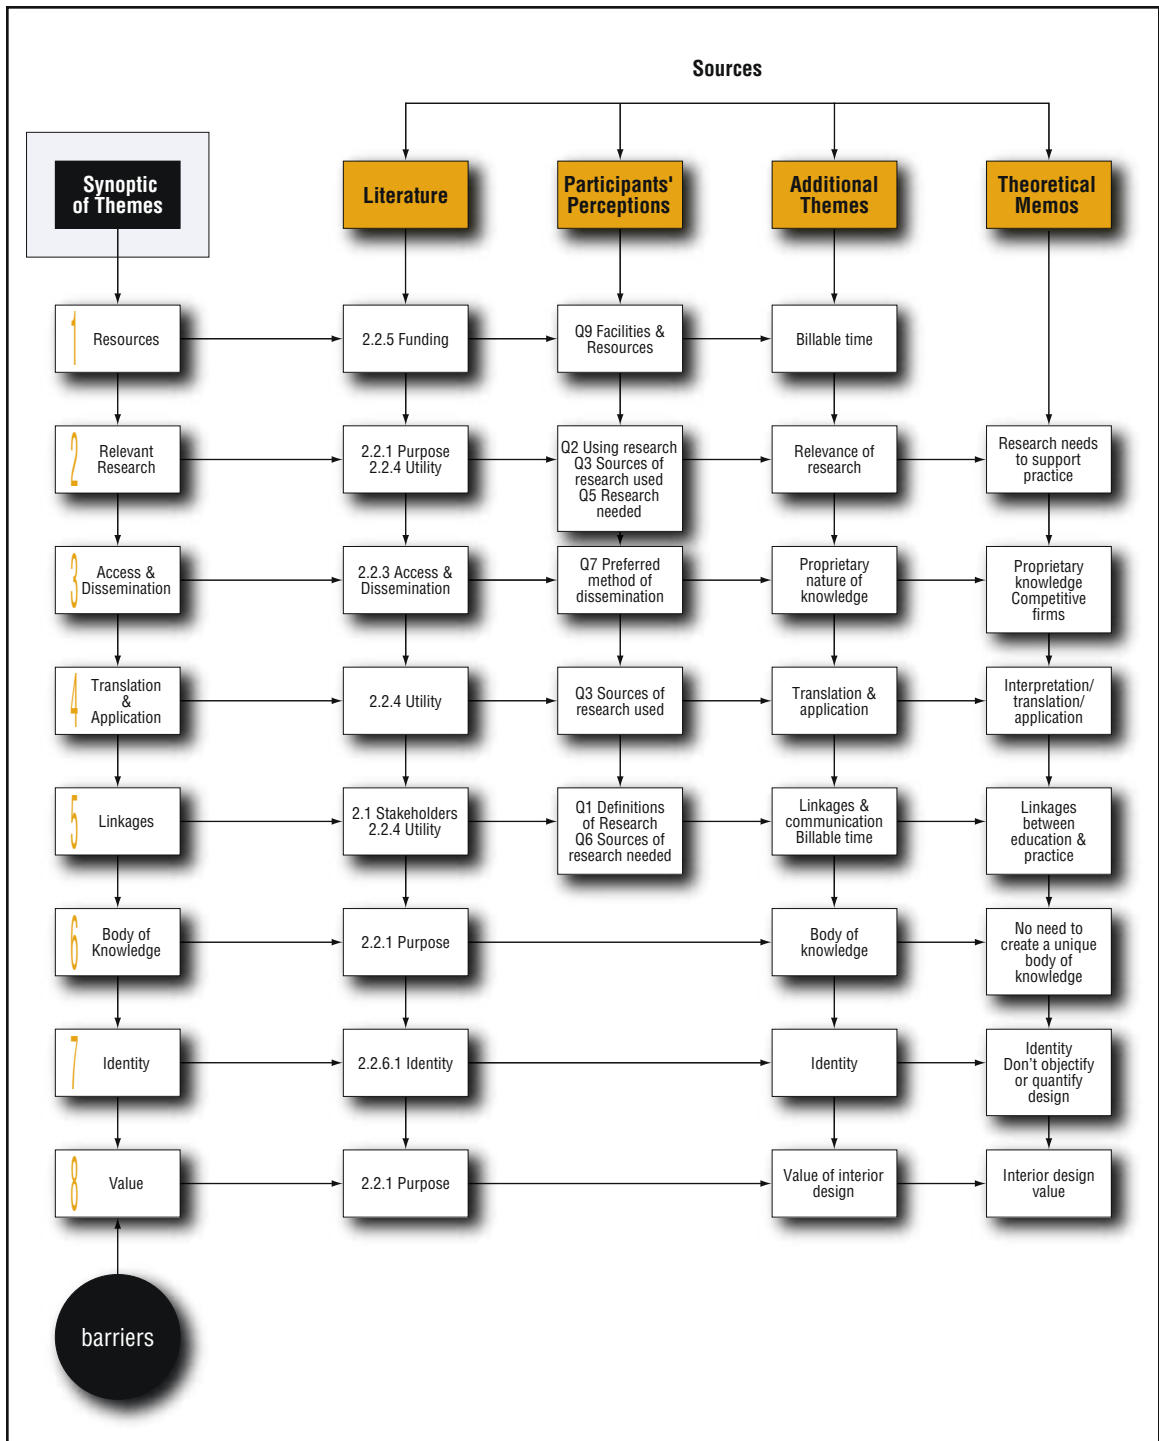 Sources
Synoptic
of Themes
Literature
Participants'
Perceptions
Additional
Themes
Theoretical
Memos
1
Resources
2.2.5 Funding
Q9 Facilities &
Resources
Billable time
2
Relevant
Research
2.2.1 Purpose
2.2.4 Utility
Q2 Using research
Q3 Sources of
research used
Q5 Research
needed
Relevance of
research
Research needs
to support
practice
3
Access &
Dissemination
2.2.3 Access &
Dissemination
Q7 Preferred
method of
dissemination
Proprietary
nature of
knowledge
Proprietary
knowledge
Competitive
firms
4
Translation
&
Application
2.2.4 Utility
Q3 Sources of
research used
Translation &
application
Interpretation/
translation/
application
5
Linkages
2.1 Stakeholders
2.2.4 Utility
Q1 Definitions
of Research
Q6 Sources of
research needed
Linkages &
communication
Billable time
Linkages
between
education &
practice
6
Body of
Knowledge
2.2.1 Purpose
Body of
knowledge
No need to
create a unique
body of
knowledge
7
Identity
2.2.6.1 Identity
Identity
Identity
Don't objectify
or quantify
design
8
Value
2.2.1 Purpose
Value of interior
design
Interior design
value
barriers